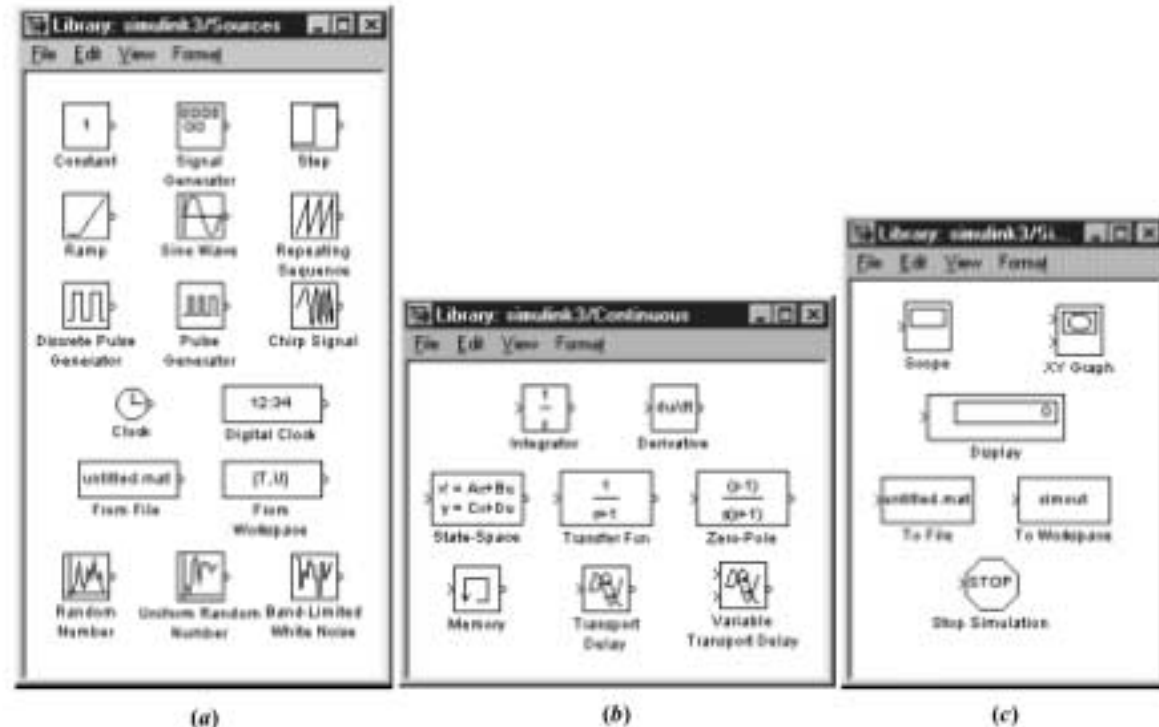 Library: simulink3/Sources
File Edit View Format
1
Constant
Signal
Generator
Step
Ramp
Sine Wave
Repeating
Sequence
Discrete Pulse
Generator
Pulse
Generator
Chirp Signal
Clock
12:34
Digital Clock
untitled.mat
From File
[T,U]
From
Workspace
Random
Number
Uniform Random
Number
Band-Limited
White Noise
(a)
Library: simulink3/Continuous
File Edit View Format
1
s
Integrator
du/dt
Derivative
x' = Ax+Bu
y = Cx+Du
State-Space
1
s+1
Transfer Fcn
(s-1)
s(s+1)
Zero-Pole
Memory
Transport
Delay
Variable
Transport Delay
(b)
Library: simulink3/Si...
File Edit View Format
Scope
XY Graph
0
Display
untitled.mat
To File
simout
To Workspace
STOP
Stop Simulation
(c)